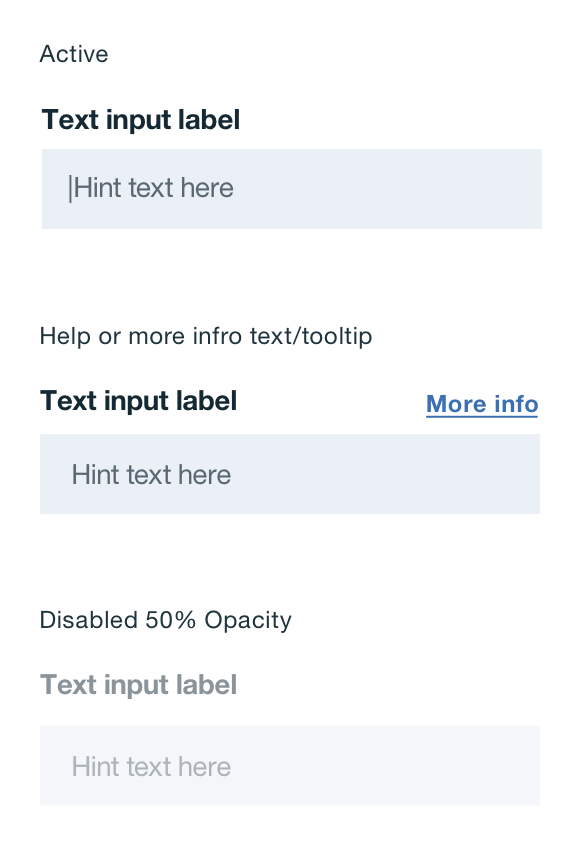 Active
Text input label
Hint text here
Help or more infro text/tooltip
Text input label More info
Hint text here
Disabled 50% Opacity
Text input label
Hint text here